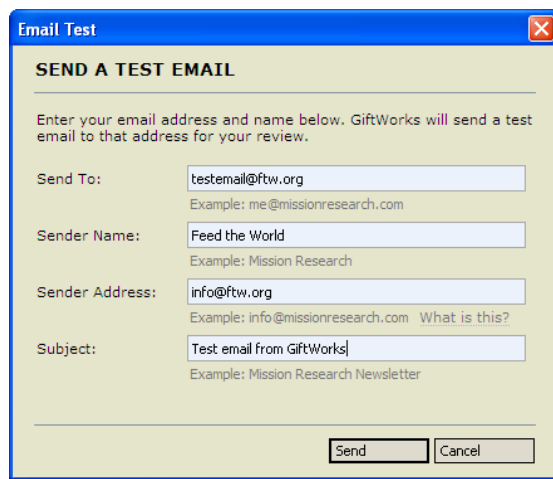 Email Test
SEND A TEST EMAIL
Enter your email address and name below. GiftWorks will send a test
email to that address for your review.
Send To:
testemail@ftw.org
Example: me@missionresearch.com
Sender Name:
Feed the World
Example: Mission Research
Sender Address:
info@ftw.org
Example: info@missionresearch.com What is this?
Subject:
Test email from GiftWorks
Example: Mission Research Newsletter
Send Cancel